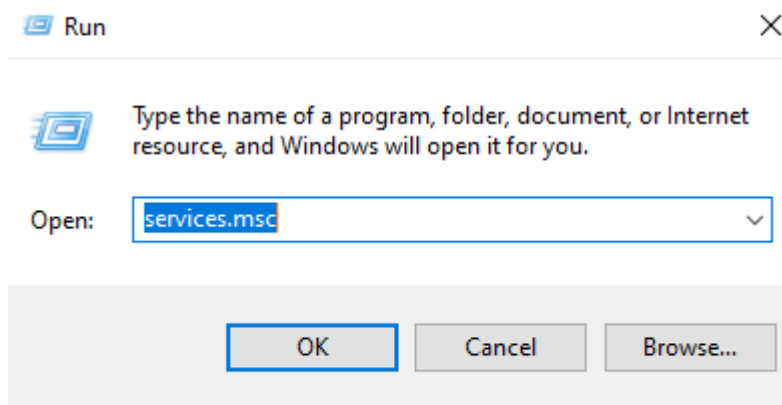 Run
Type the name of a program, folder, document, or Internet
resource, and Windows will open it for you.
Open: services.msc
OK Cancel Browse...